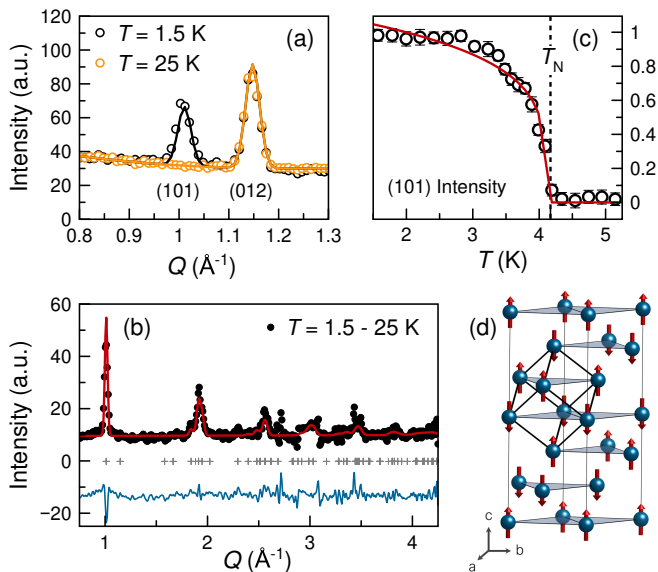 (a)
T = 1.5 K
T = 25 K
(101)
(012)
Intensity (a.u.)
0
20
40
60
80
100
120
0.8
0.9
1.0
1.1
1.2
1.3
Q (Å⁻¹)
(c)
T_N
(101) Intensity
0
0.2
0.4
0.6
0.8
1
2
3
4
5
T (K)
(b)
T = 1.5 - 25 K
Intensity (a.u.)
−20
0
10
20
40
60
1
2
3
4
Q (Å⁻¹)
(d)
c
b
a